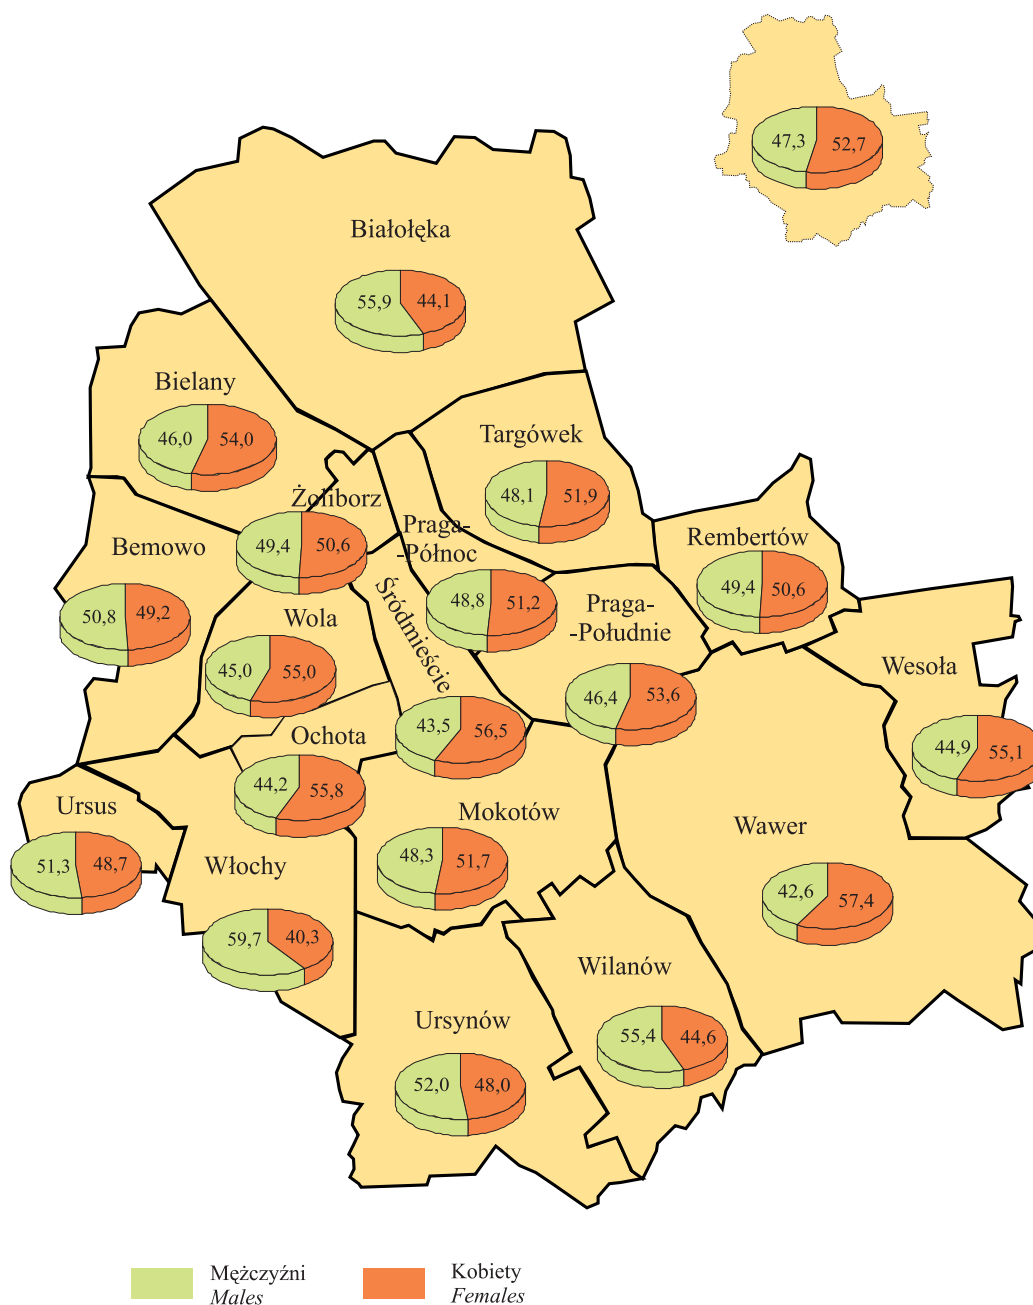 47,3 52,7
Białołęka
55,9 44,1
Bielany
46,0 54,0
Targówek
48,1 51,9
Żoliborz
49,4 50,6
Praga-
-Północ
48,8 51,2
Rembertów
49,4 50,6
Bemowo
50,8 49,2
Wola
45,0 55,0
Śródmieście
43,5 56,5
Praga-
-Południe
46,4 53,6
Wesoła
44,9 55,1
Ochota
44,2 55,8
Ursus
51,3 48,7
Włochy
59,7 40,3
Mokotów
48,3 51,7
Wawer
42,6 57,4
Wilanów
55,4 44,6
Ursynów
52,0 48,0
Mężczyźni
Males
Kobiety
Females